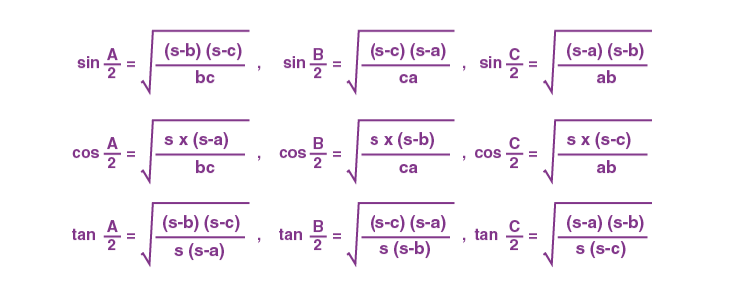 sin A/2 = √((s-b) (s-c) / bc) , sin B/2 = √((s-c) (s-a) / ca) , sin C/2 = √((s-a) (s-b) / ab)
cos A/2 = √(s x (s-a) / bc) , cos B/2 = √(s x (s-b) / ca) , cos C/2 = √(s x (s-c) / ab)
tan A/2 = √((s-b) (s-c) / s (s-a)) , tan B/2 = √((s-c) (s-a) / s (s-b)) , tan C/2 = √((s-a) (s-b) / s (s-c))